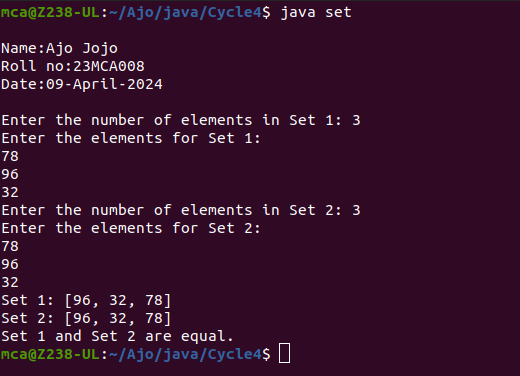 mca@Z238-UL:~/Ajo/java/Cycle4$ java set
Name:Ajo Jojo
Roll no:23MCA008
Date:09-April-2024
Enter the number of elements in Set 1: 3
Enter the elements for Set 1:
78
96
32
Enter the number of elements in Set 2: 3
Enter the elements for Set 2:
78
96
32
Set 1: [96, 32, 78]
Set 2: [96, 32, 78]
Set 1 and Set 2 are equal.
mca@Z238-UL:~/Ajo/java/Cycle4$